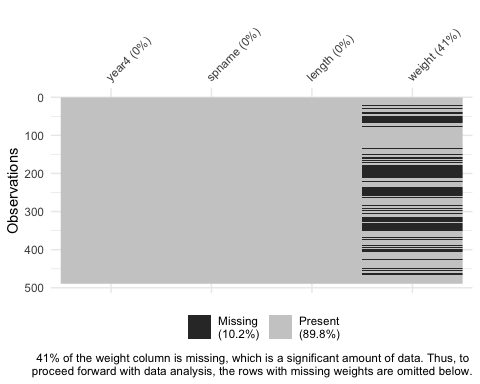 year4 (0%)
spname (0%)
length (0%)
weight (41%)
0
100
200
300
400
500
Observations
Missing
(10.2%)
Present
(89.8%)
41% of the weight column is missing, which is a significant amount of data. Thus, to
proceed forward with data analysis, the rows with missing weights are omitted below.